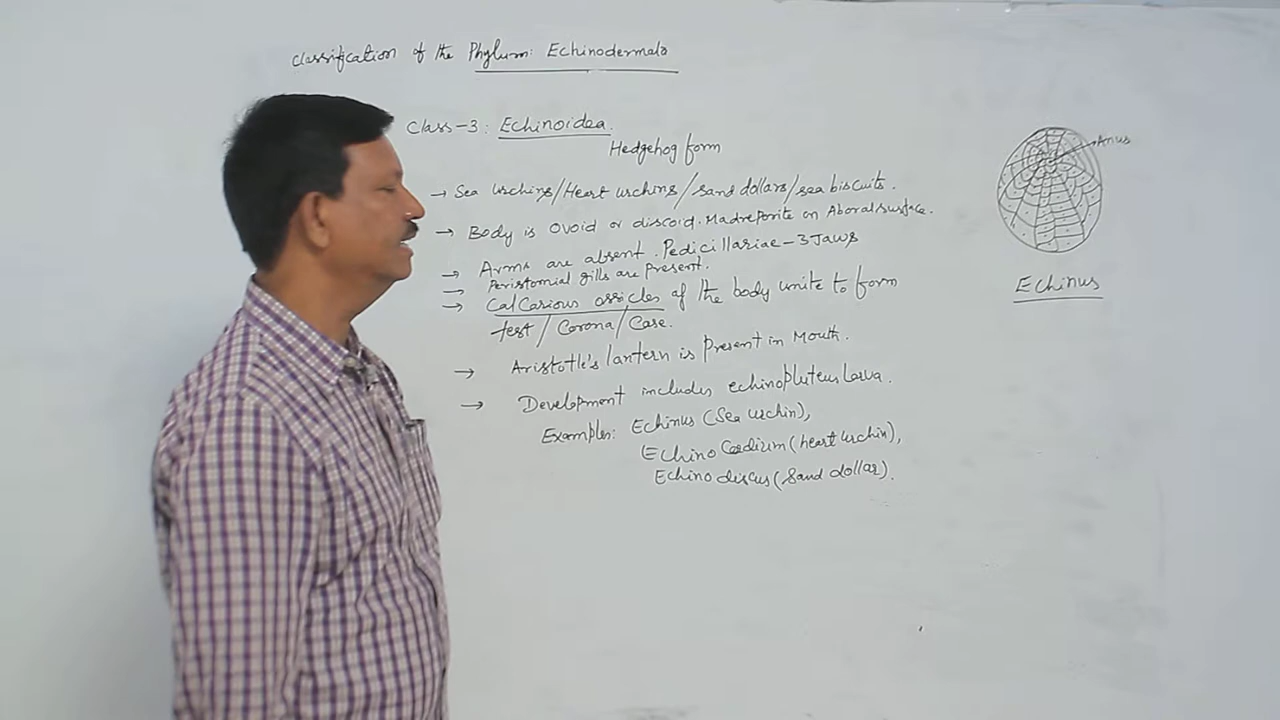 Classification of the Phylum: Echinodermata
Class-3: Echinoidea.
Hedgehog form
→ Sea urchins/Heart urchins/sand dollars/sea biscuits.
→ Body is ovoid or discoid. Madreporite on Aboral surface.
→ Arms are absent. Pedicillariae-3 Jaws
→ Peristomial gills are present.
→ CalCarious ossicles of the body unite to form
test/Corona/Case.
→ Aristotle's lantern is present in Mouth.
→ Development includes echinopluteus Larva.
Examples: Echinus (Sea urchin),
Echinocardium (heart urchin),
Echinodiscus (Sand dollar).
Anus
Echinus